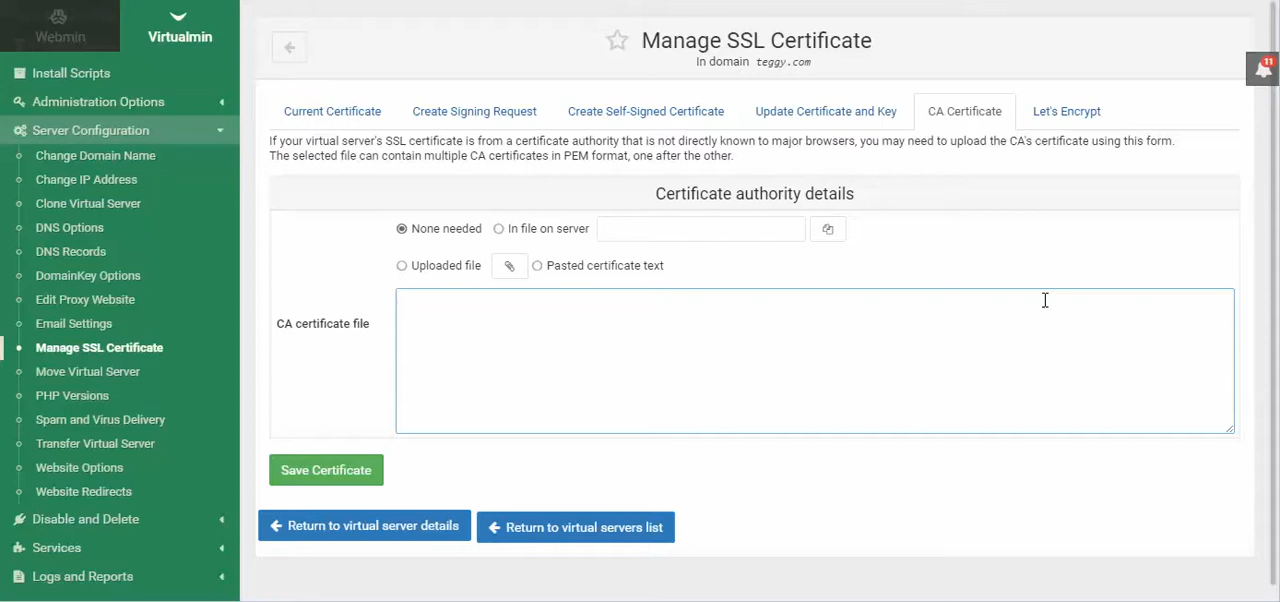 Webmin
Virtualmin
Install Scripts
Administration Options
Server Configuration
Change Domain Name
Change IP Address
Clone Virtual Server
DNS Options
DNS Records
DomainKey Options
Edit Proxy Website
Email Settings
Manage SSL Certificate
Move Virtual Server
PHP Versions
Spam and Virus Delivery
Transfer Virtual Server
Website Options
Website Redirects
Disable and Delete
Services
Logs and Reports
Manage SSL Certificate
In domain teggy.com
11
Current Certificate Create Signing Request Create Self-Signed Certificate Update Certificate and Key CA Certificate Let's Encrypt
If your virtual server's SSL certificate is from a certificate authority that is not directly known to major browsers, you may need to upload the CA's certificate using this form.
The selected file can contain multiple CA certificates in PEM format, one after the other.
Certificate authority details
None needed In file on server
Uploaded file Pasted certificate text
CA certificate file
Save Certificate
Return to virtual server details Return to virtual servers list